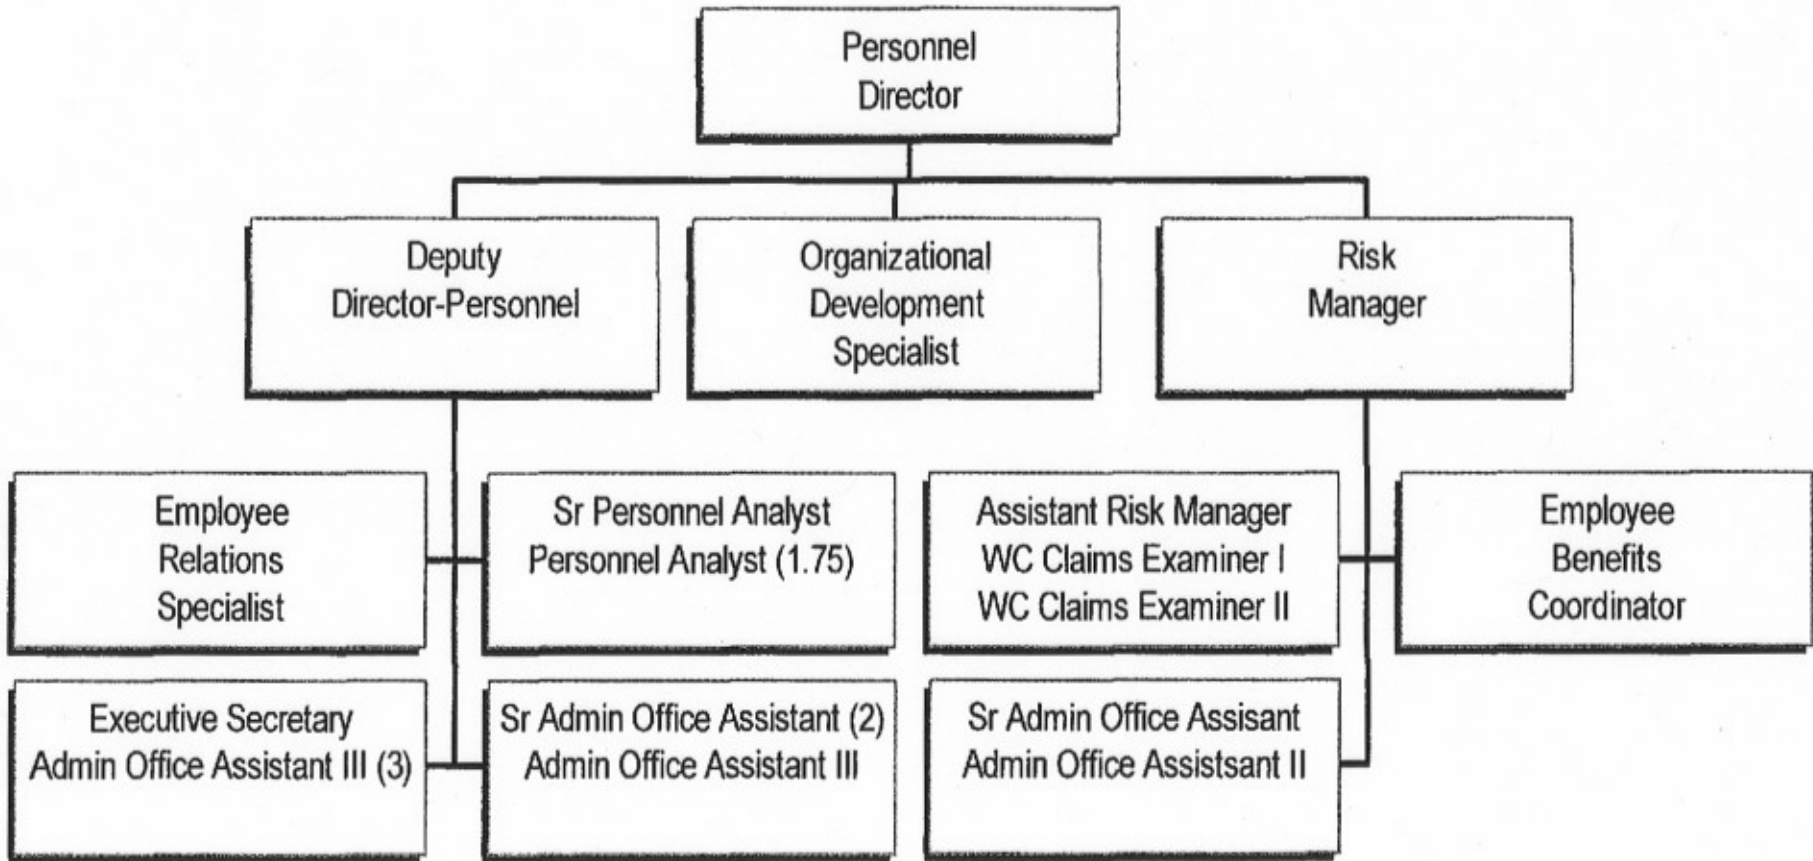 Personnel
Director
Deputy
Director-Personnel
Organizational
Development
Specialist
Risk
Manager
Employee
Relations
Specialist
Sr Personnel Analyst
Personnel Analyst (1.75)
Assistant Risk Manager
WC Claims Examiner I
WC Claims Examiner II
Employee
Benefits
Coordinator
Executive Secretary
Admin Office Assistant III (3)
Sr Admin Office Assistant (2)
Admin Office Assistant III
Sr Admin Office Assisant
Admin Office Assistsant II